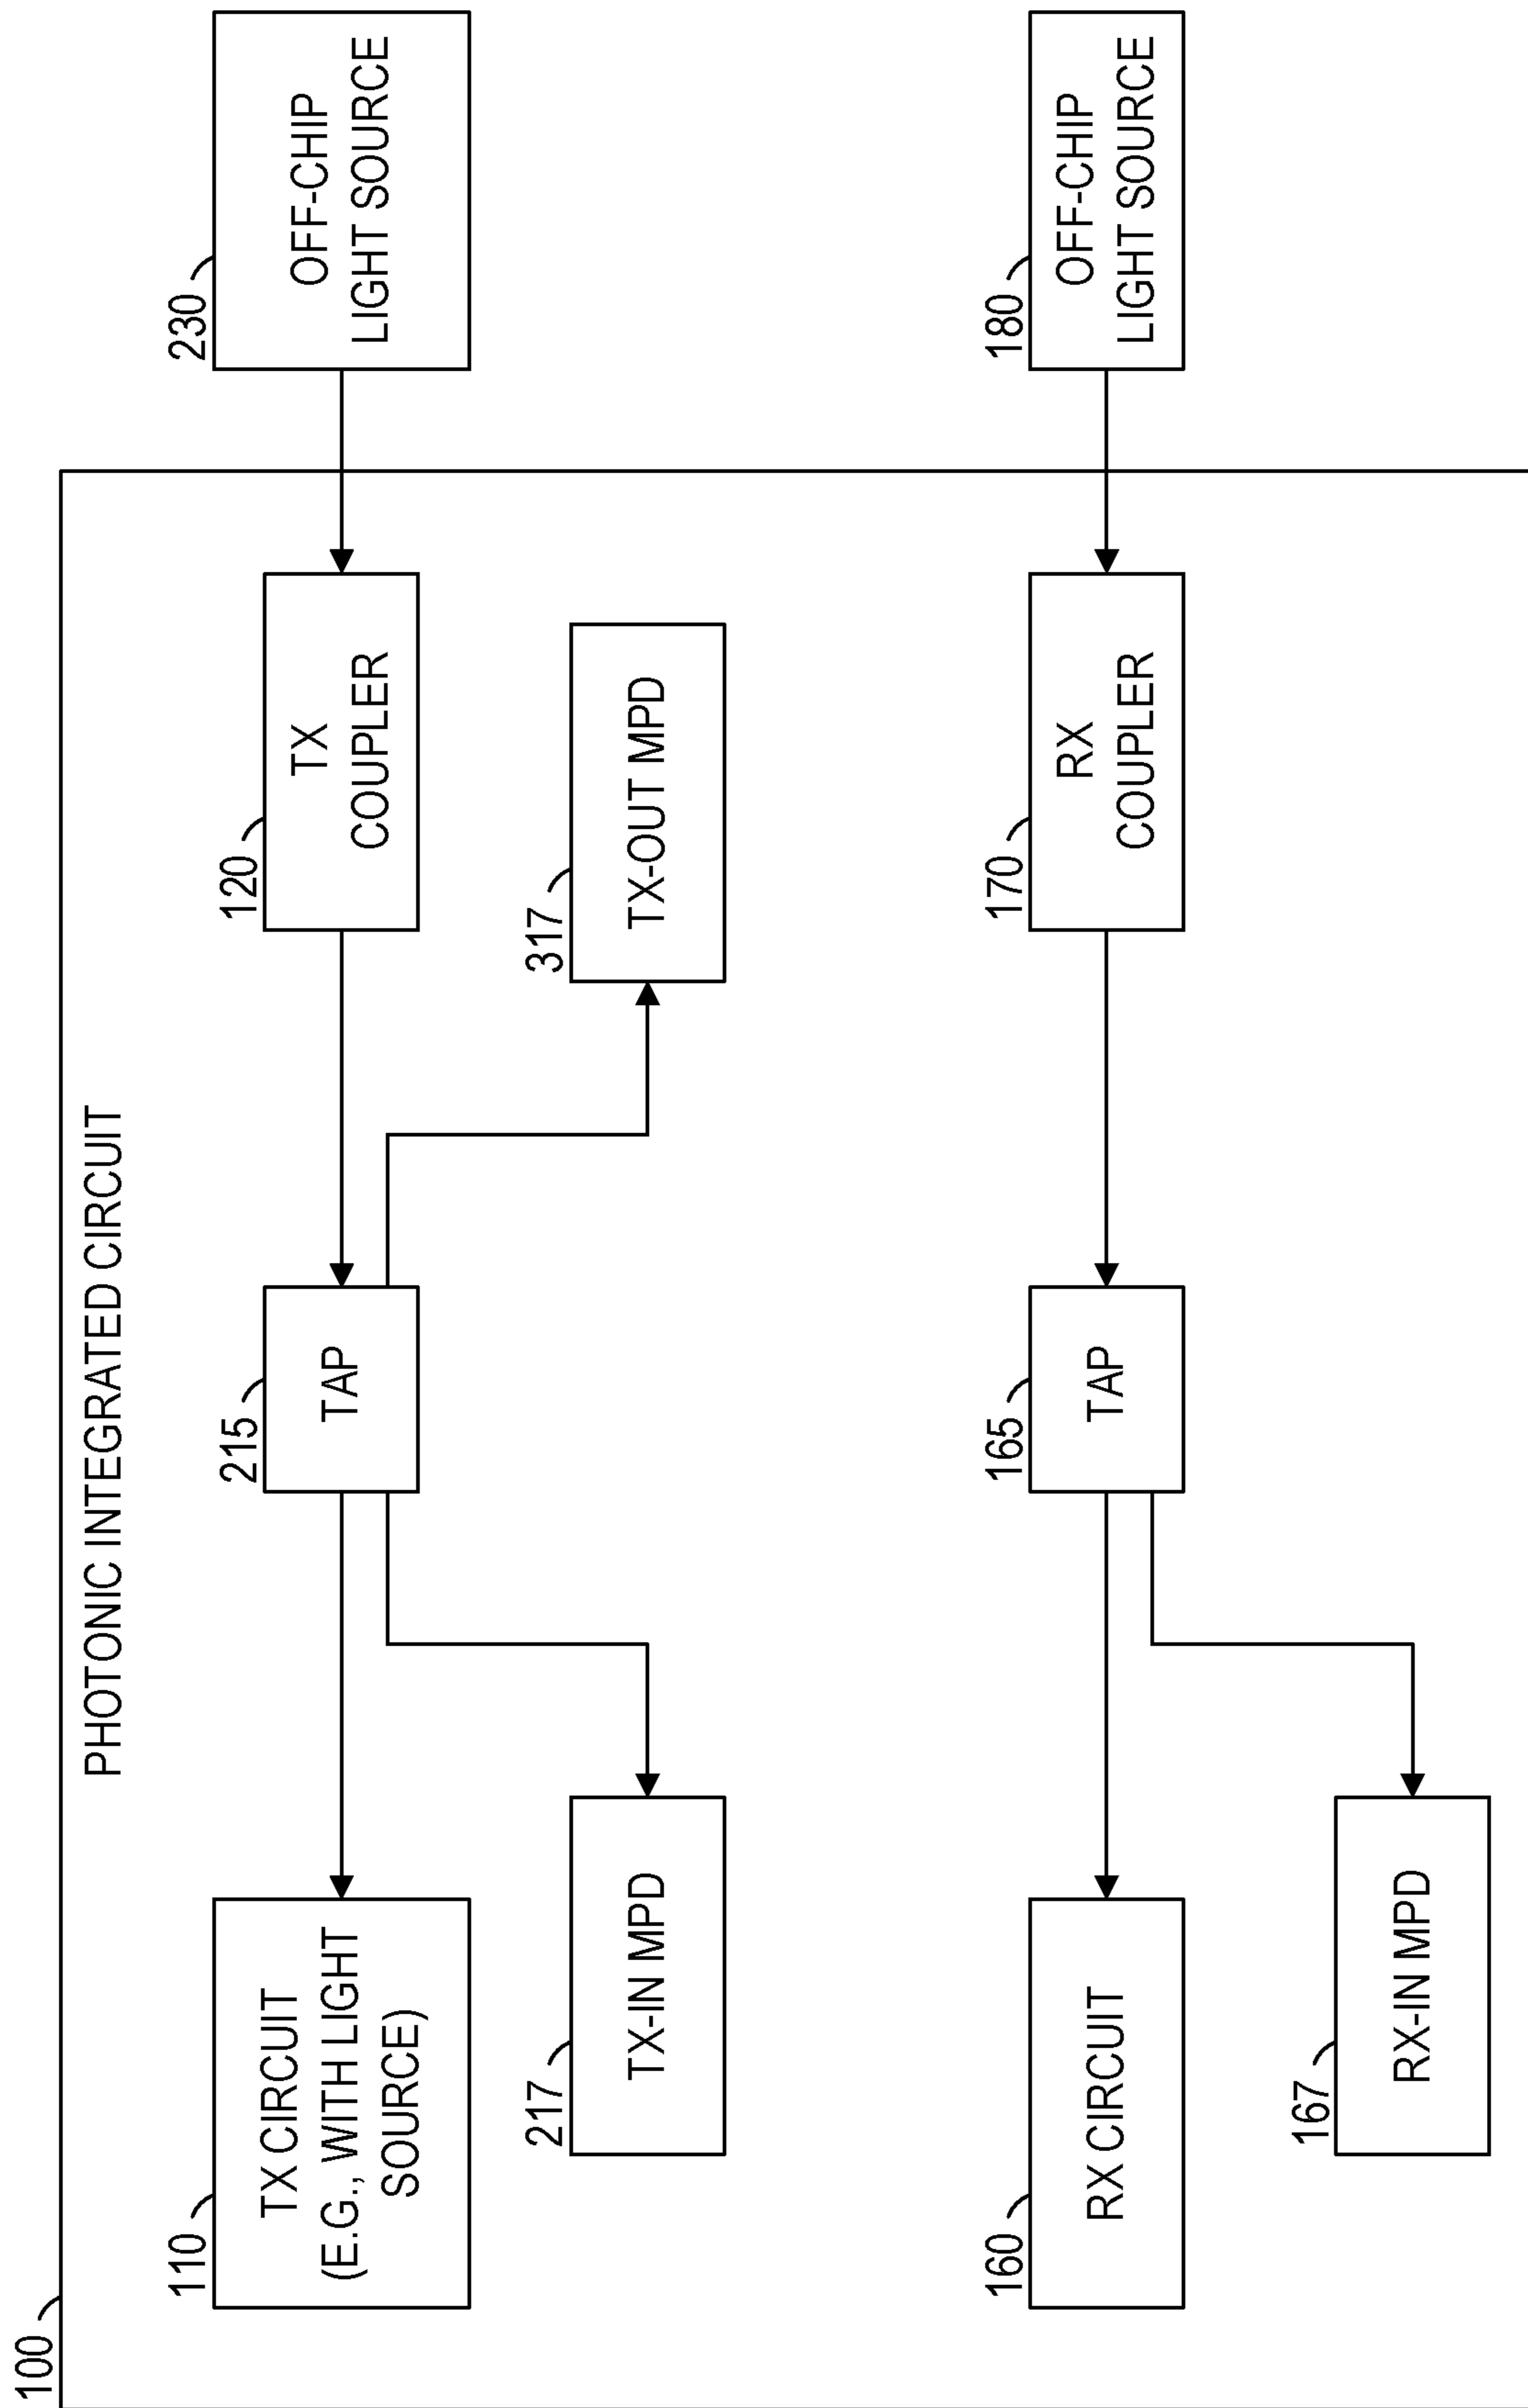 100
PHOTONIC INTEGRATED CIRCUIT
110
TX CIRCUIT
(E.G., WITH LIGHT
SOURCE)
215
TAP
120
TX
COUPLER
230
OFF-CHIP
LIGHT SOURCE
217
TX-IN MPD
317
TX-OUT MPD
160
RX CIRCUIT
165
TAP
170
RX
COUPLER
180
OFF-CHIP
LIGHT SOURCE
167
RX-IN MPD